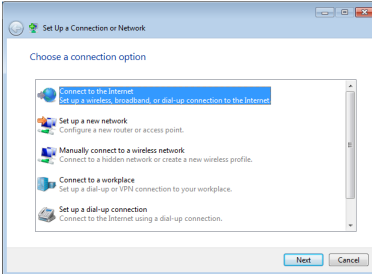 Set Up a Connection or Network
Choose a connection option
Connect to the Internet
Set up a wireless, broadband, or dial-up connection to the Internet.
Set up a new network
Configure a new router or access point.
Manually connect to a wireless network
Connect to a hidden network or create a new wireless profile.
Connect to a workplace
Set up a dial-up or VPN connection to your workplace.
Set up a dial-up connection
Connect to the Internet using a dial-up connection.
Next
Cancel